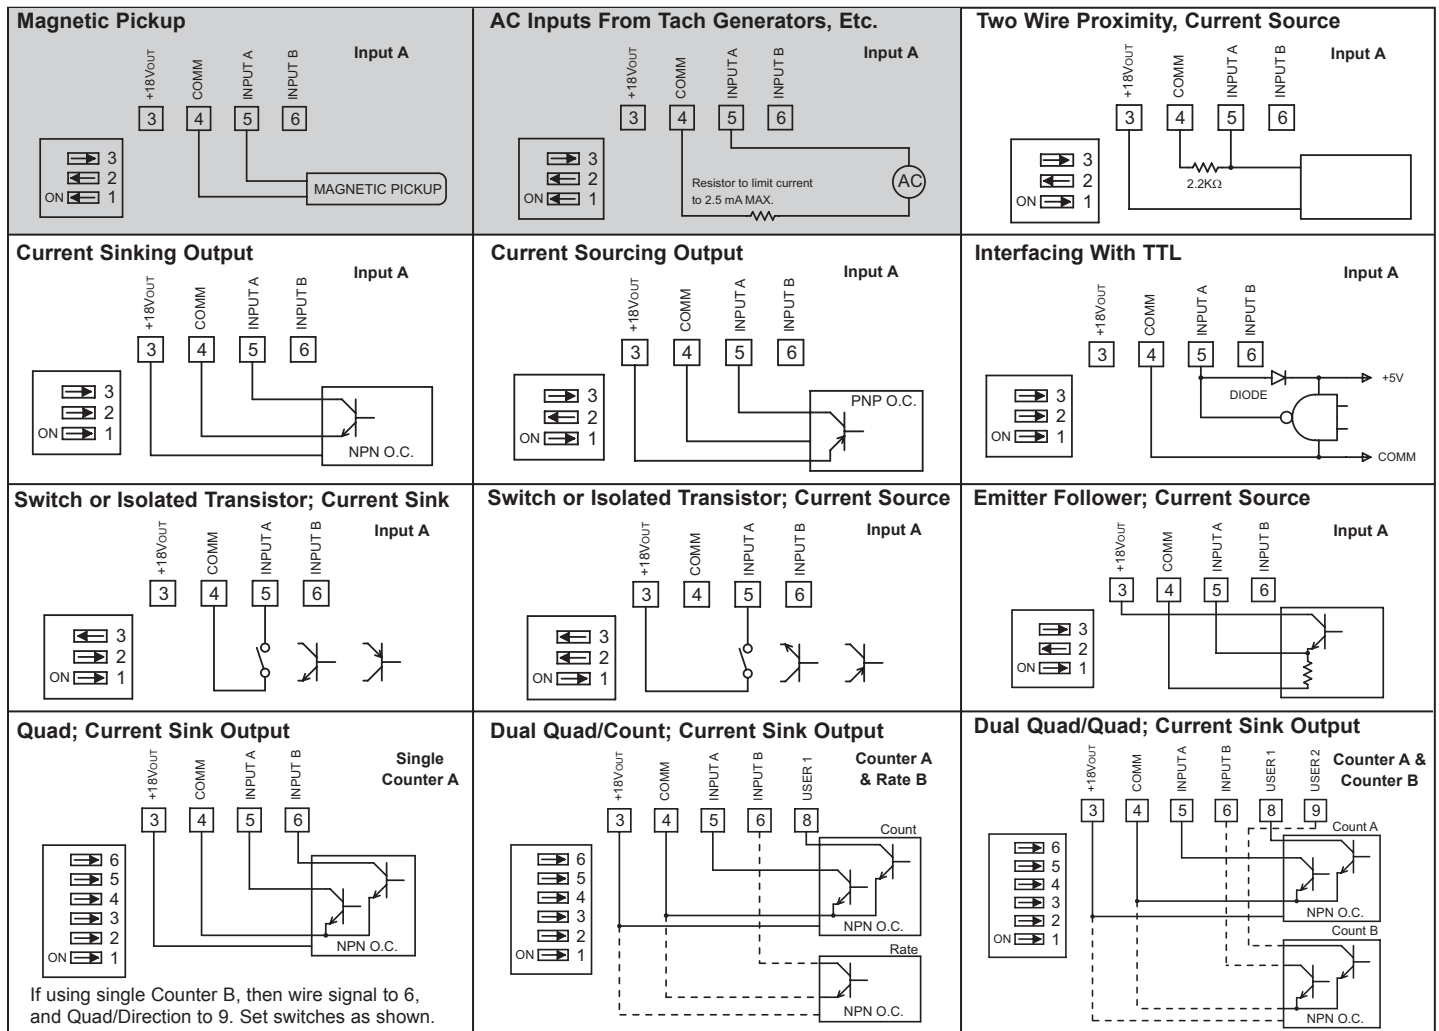 Magnetic Pickup
Input A
+18VOUT
COMM
INPUT A
INPUT B
3 4 5 6
3
2
ON 1
MAGNETIC PICKUP
AC Inputs From Tach Generators, Etc.
Input A
+18VOUT
COMM
INPUT A
INPUT B
3 4 5 6
3
2
ON 1
Resistor to limit current
to 2.5 mA MAX.
AC
Two Wire Proximity, Current Source
Input A
+18VOUT
COMM
INPUT A
INPUT B
3 4 5 6
3
2
ON 1
2.2KΩ
Current Sinking Output
Input A
+18VOUT
COMM
INPUT A
INPUT B
3 4 5 6
3
2
ON 1
NPN O.C.
Current Sourcing Output
Input A
+18VOUT
COMM
INPUT A
INPUT B
3 4 5 6
3
2
ON 1
PNP O.C.
Interfacing With TTL
Input A
+18VOUT
COMM
INPUT A
INPUT B
3 4 5 6
3
2
ON 1
DIODE
+5V
COMM
Switch or Isolated Transistor; Current Sink
Input A
+18VOUT
COMM
INPUT A
INPUT B
3 4 5 6
3
2
ON 1
Switch or Isolated Transistor; Current Source
Input A
+18VOUT
COMM
INPUT A
INPUT B
3 4 5 6
3
2
ON 1
Emitter Follower; Current Source
Input A
+18VOUT
COMM
INPUT A
INPUT B
3 4 5 6
3
2
ON 1
Quad; Current Sink Output
Single
Counter A
+18VOUT
COMM
INPUT A
INPUT B
3 4 5 6
6
5
4
3
2
ON 1
NPN O.C.
If using single Counter B, then wire signal to 6,
and Quad/Direction to 9. Set switches as shown.
Dual Quad/Count; Current Sink Output
Counter A
& Rate B
+18VOUT
COMM
INPUT A
INPUT B
USER 1
3 4 5 6 8
Count
6
5
4
3
2
ON 1
NPN O.C.
Rate
NPN O.C.
Dual Quad/Quad; Current Sink Output
Counter A &
Counter B
+18VOUT
COMM
INPUT A
INPUT B
USER 1
USER 2
3 4 5 6 8 9
Count A
6
5
4
3
2
ON 1
NPN O.C.
Count B
NPN O.C.